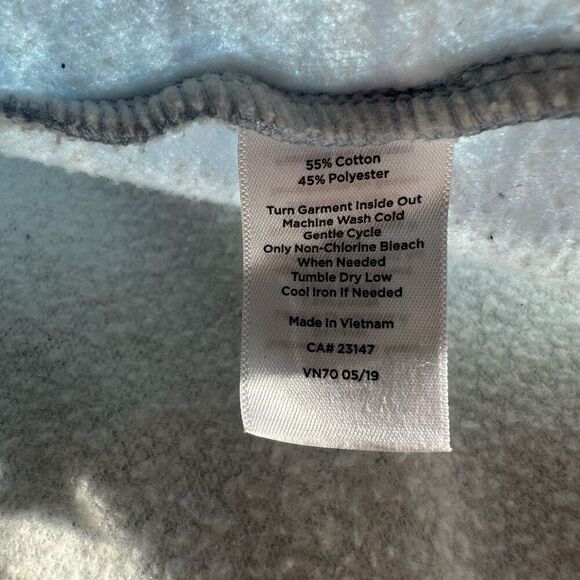 55% Cotton
45% Polyester
Turn Garment Inside Out
Machine Wash Cold
Gentle Cycle
Only Non-Chlorine Bleach
When Needed
Tumble Dry Low
Cool Iron If Needed
Made in Vietnam
CA# 23147
VN70 05/19